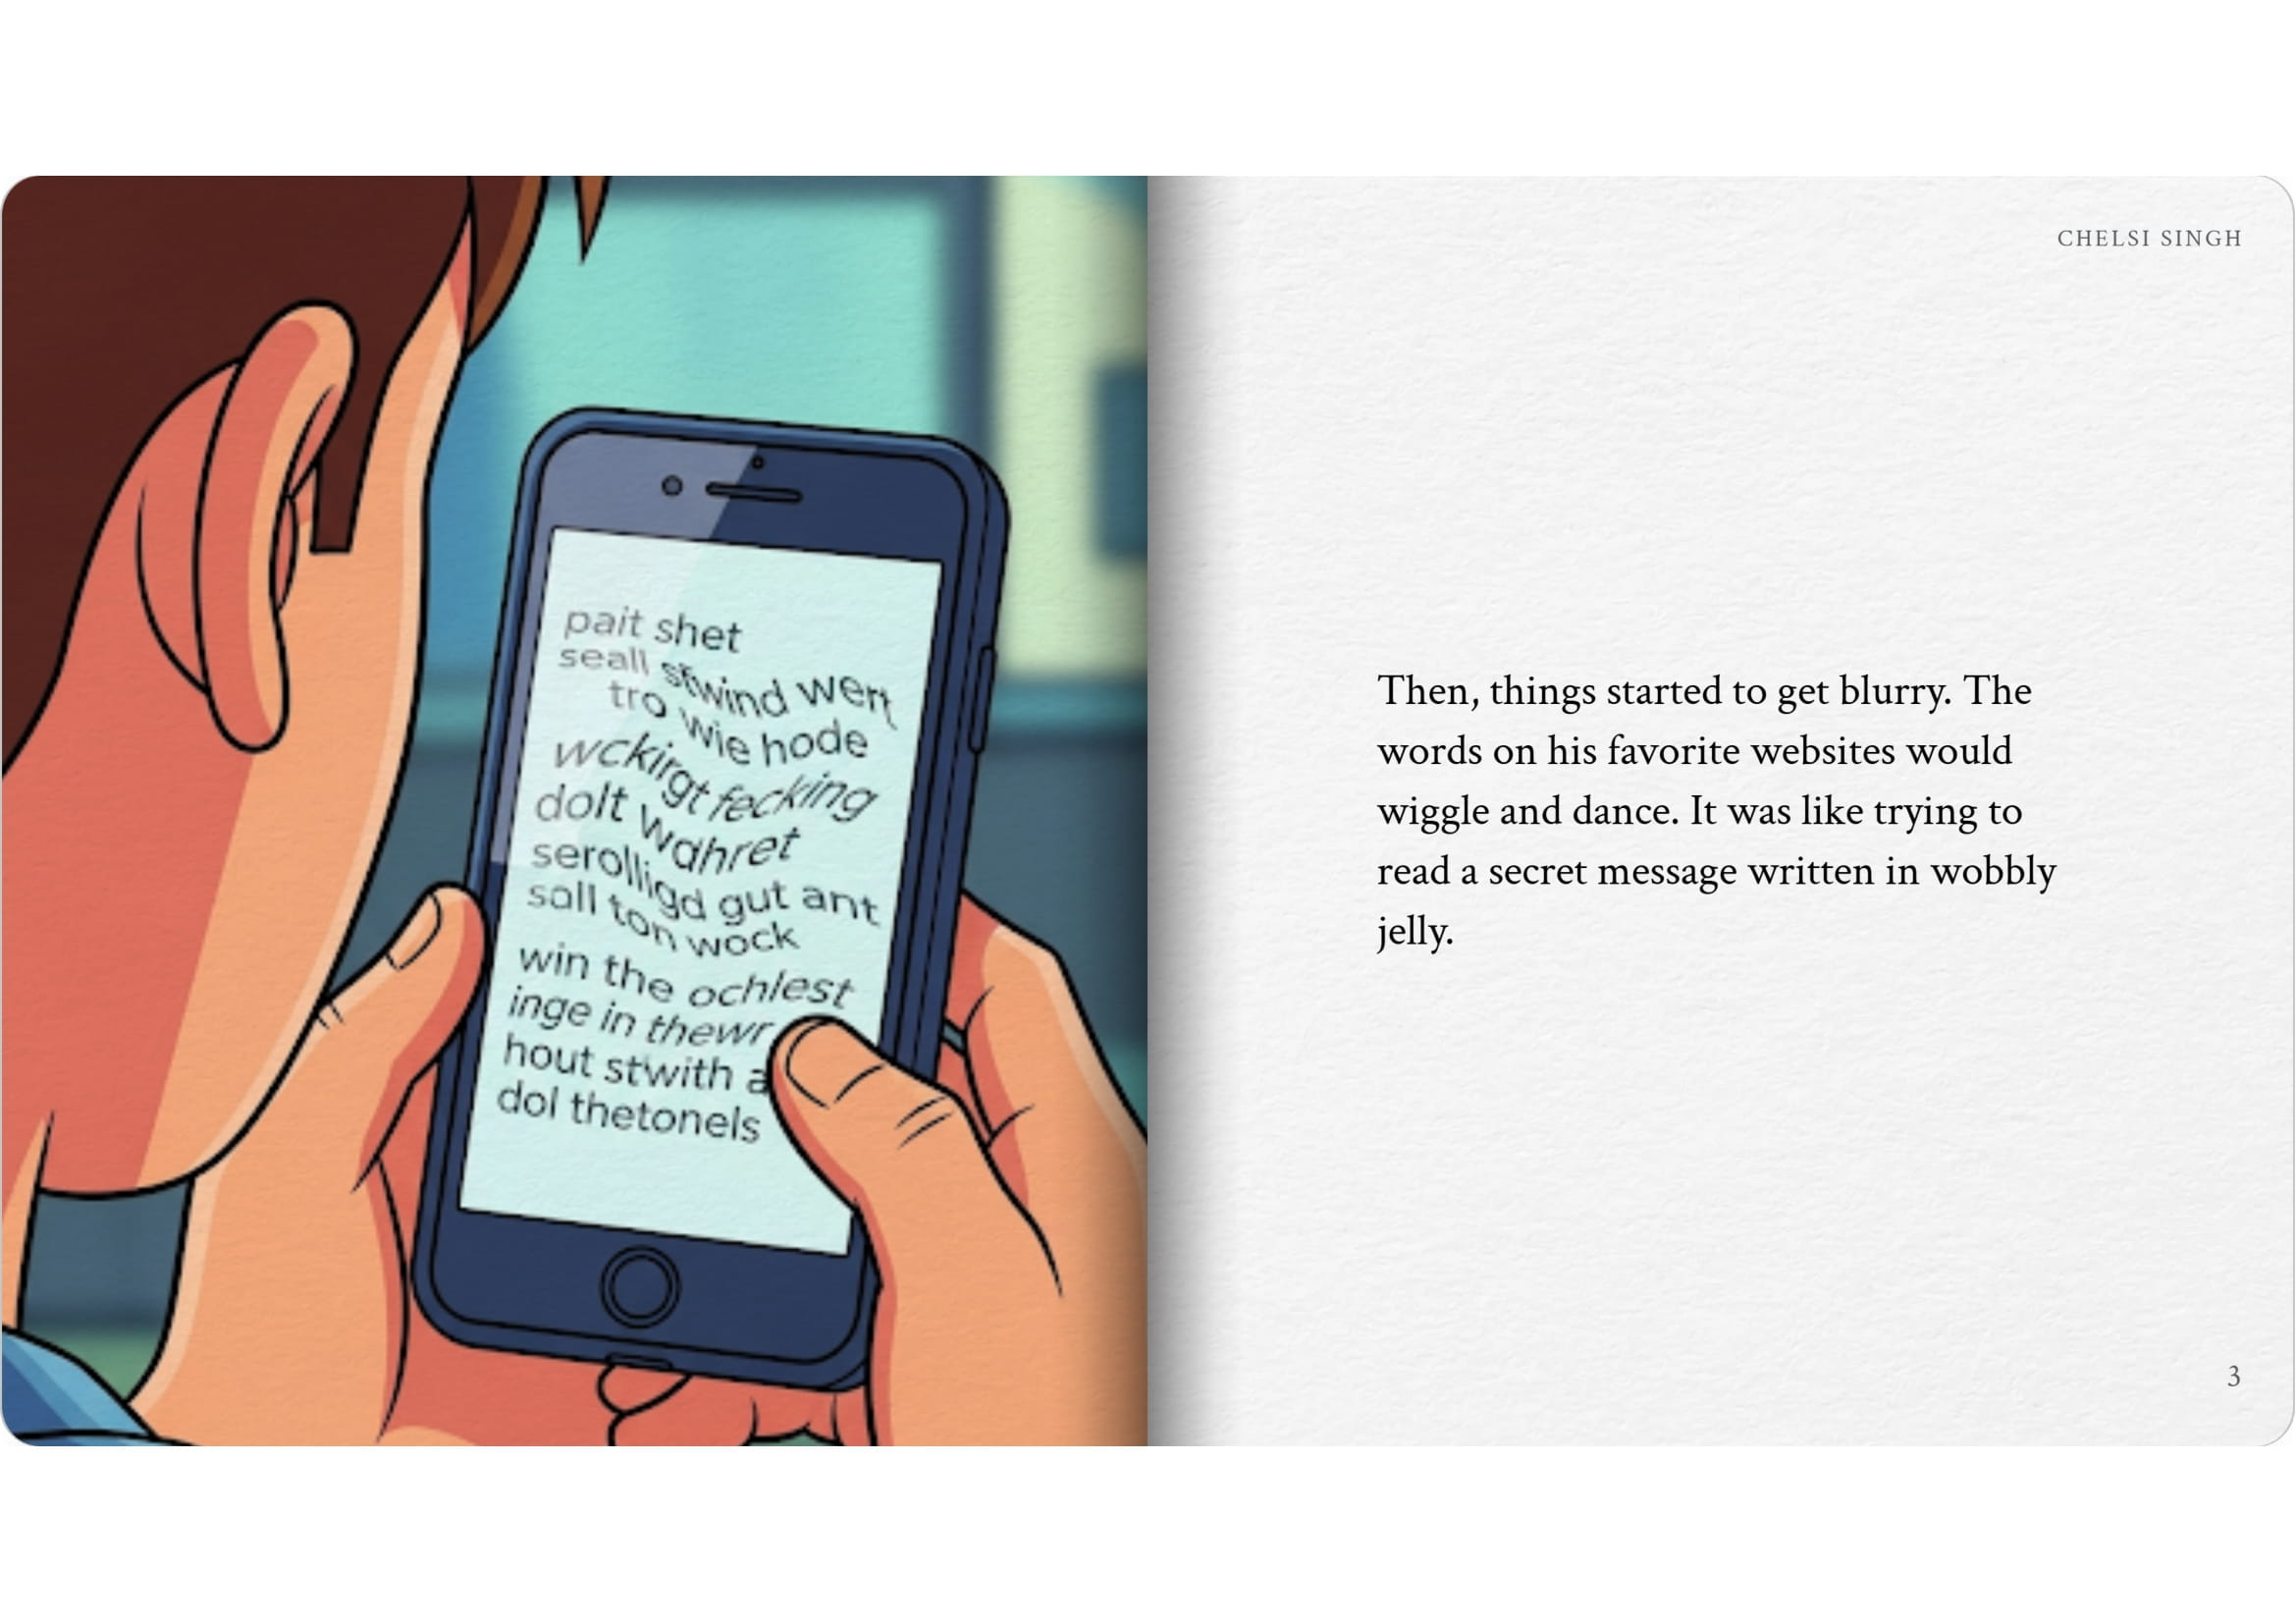 pait shet
seall stwind wert
tro wie hode
wckirgt fecking
dolt wahret
serolligd gut ant
sall ton wock
win the ochlest
inge in thewr
hout stwith a
dol thetonels
CHELSI SINGH
Then, things started to get blurry. The
words on his favorite websites would
wiggle and dance. It was like trying to
read a secret message written in wobbly
jelly.
3